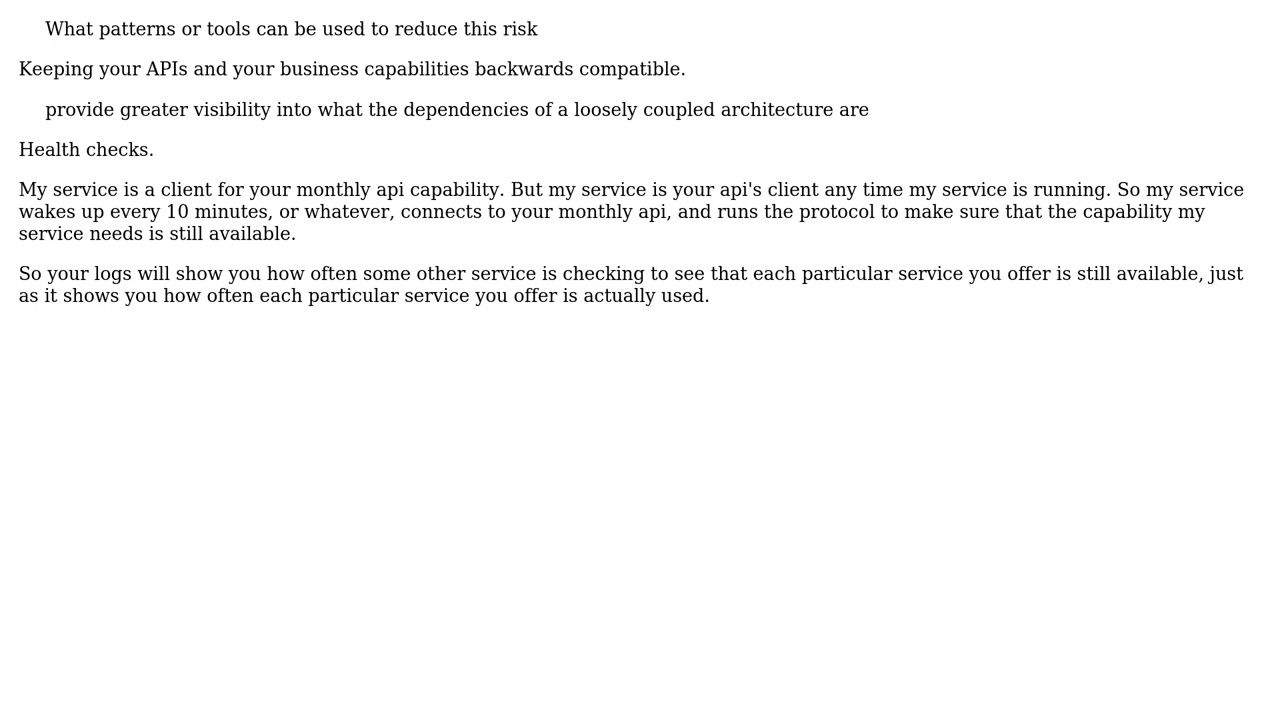 What patterns or tools can be used to reduce this risk
Keeping your APIs and your business capabilities backwards compatible.
provide greater visibility into what the dependencies of a loosely coupled architecture are
Health checks.
My service is a client for your monthly api capability. But my service is your api's client any time my service is running. So my service
wakes up every 10 minutes, or whatever, connects to your monthly api, and runs the protocol to make sure that the capability my
service needs is still available.
So your logs will show you how often some other service is checking to see that each particular service you offer is still available, just
as it shows you how often each particular service you offer is actually used.